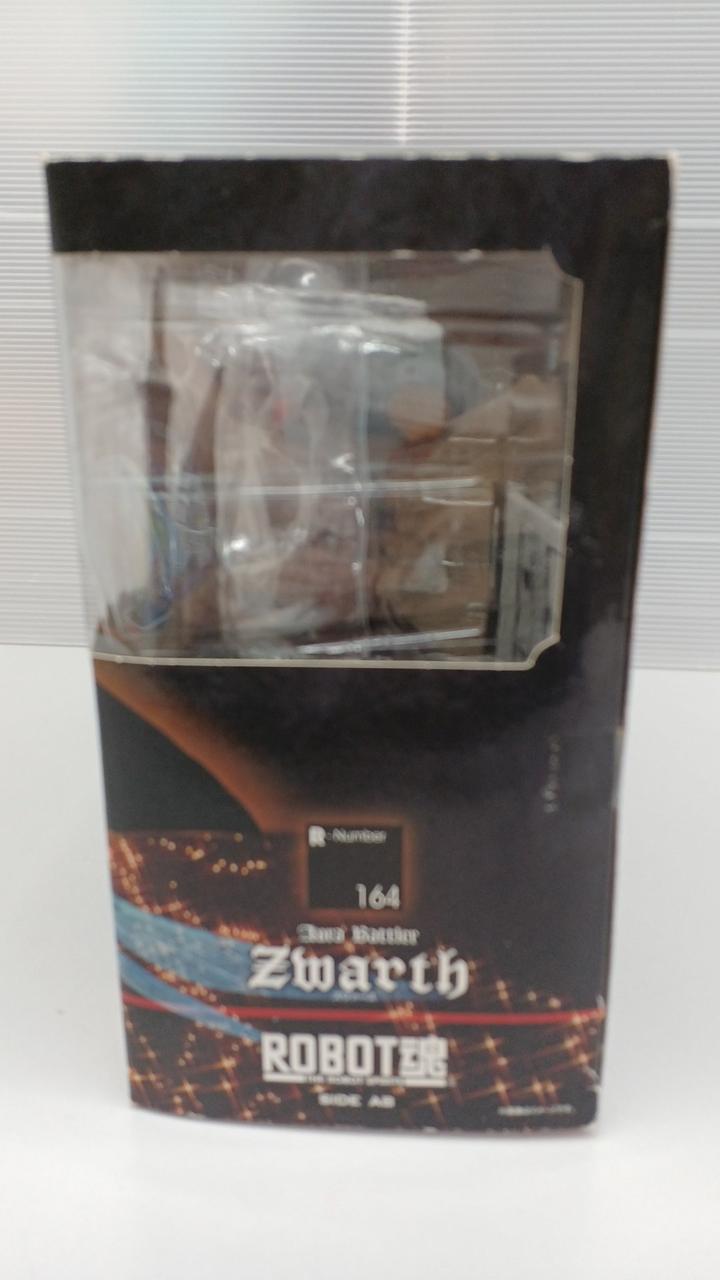 R-Number
164
Aura Battler
Zwarth
ROBOT魂
SIDE AB